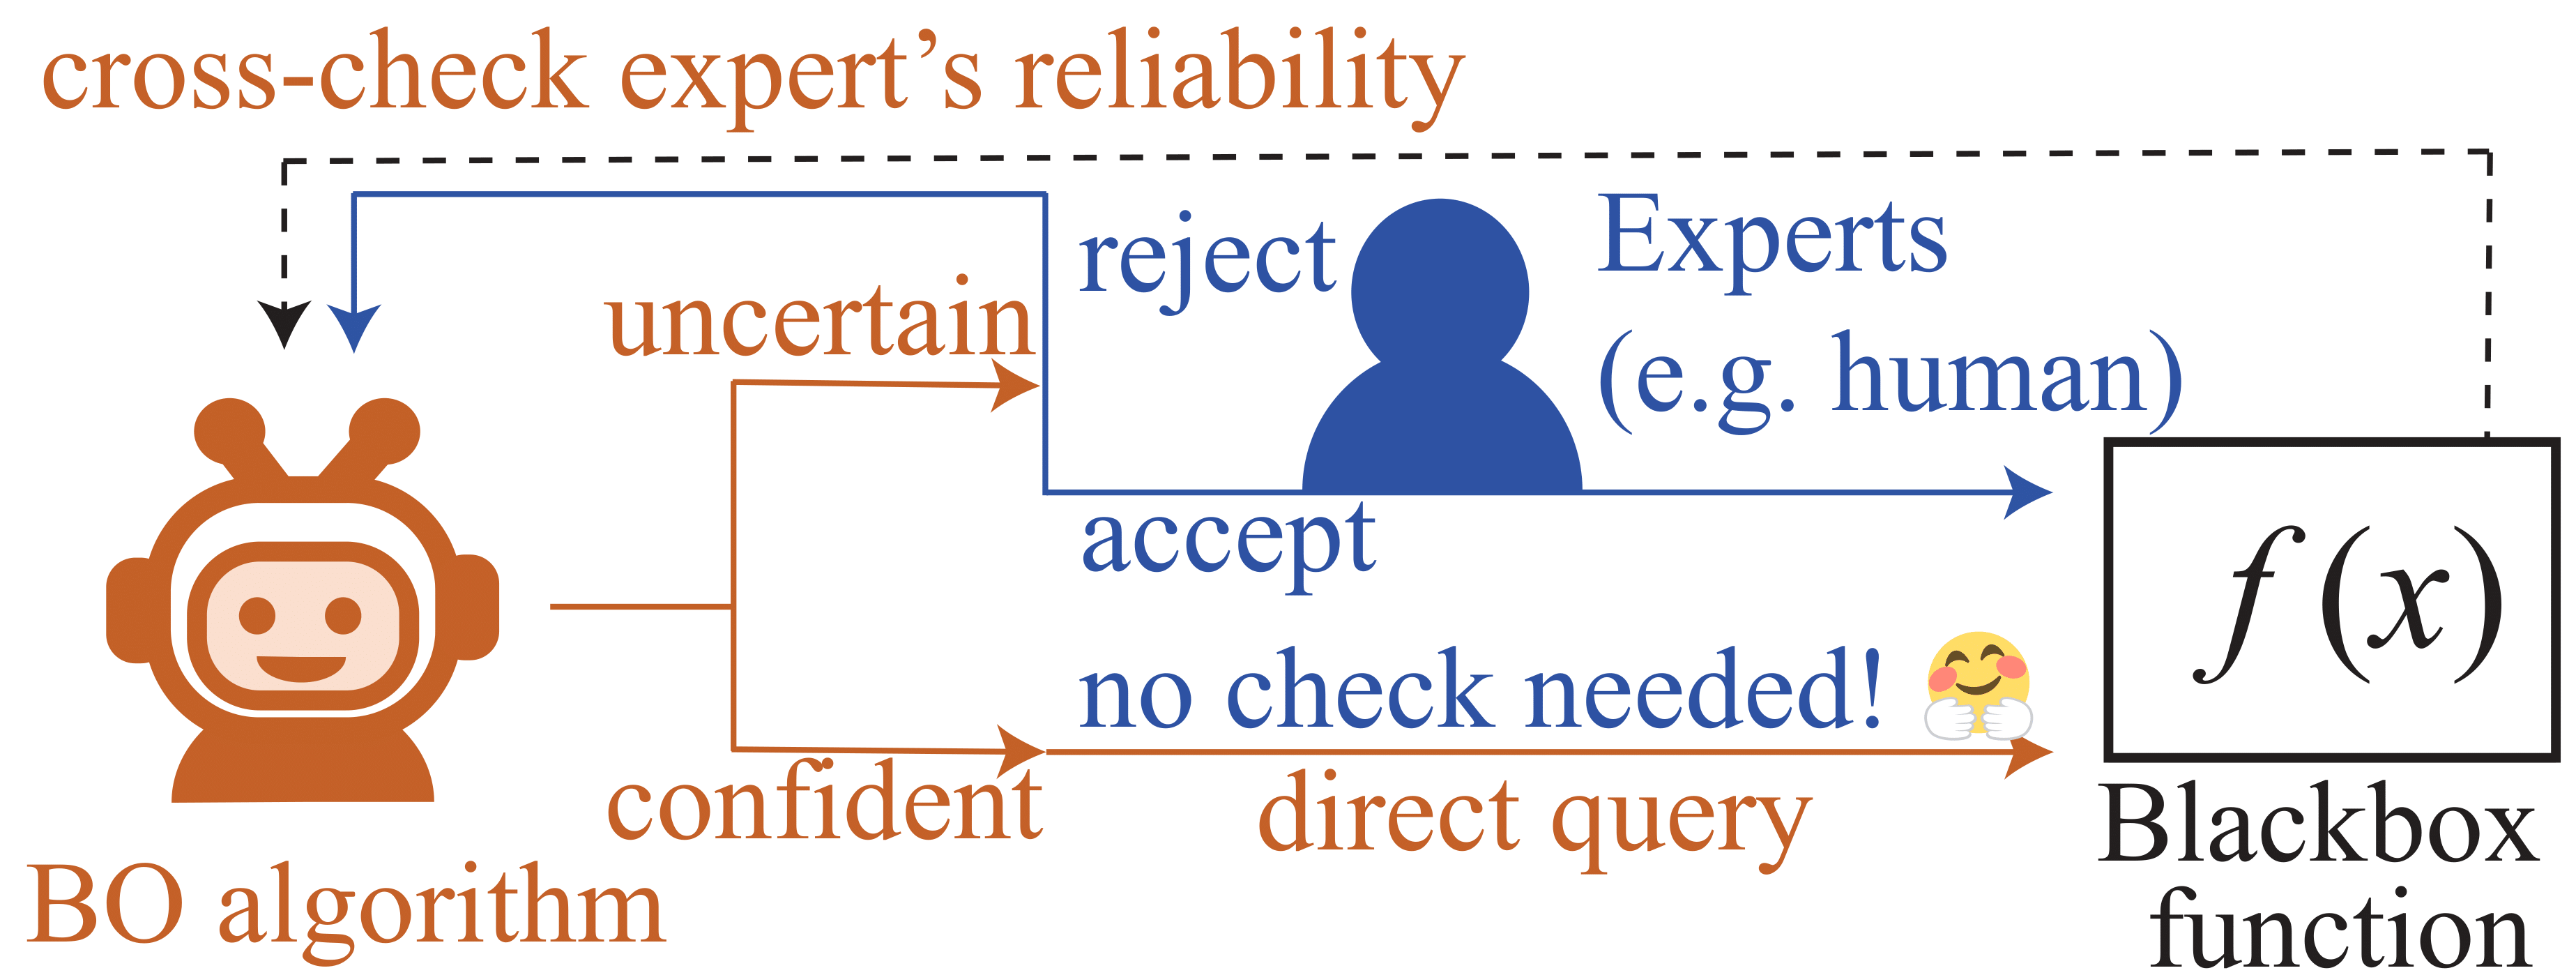 cross-check expert’s reliability
reject
Experts
(e.g. human)
uncertain
accept
no check needed!
confident
direct query
f(x)
BO algorithm
Blackbox
function